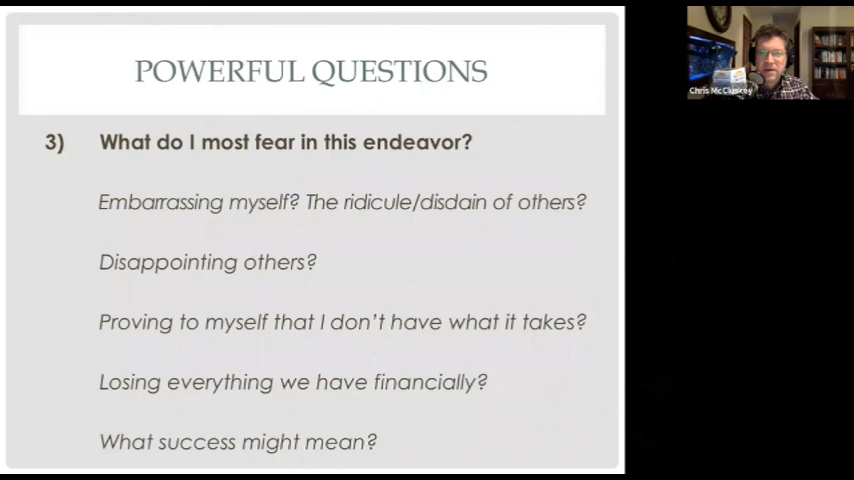 POWERFUL QUESTIONS
3) What do I most fear in this endeavor?
Embarrassing myself? The ridicule/disdain of others?
Disappointing others?
Proving to myself that I don't have what it takes?
Losing everything we have financially?
What success might mean?
Chris McCluskey